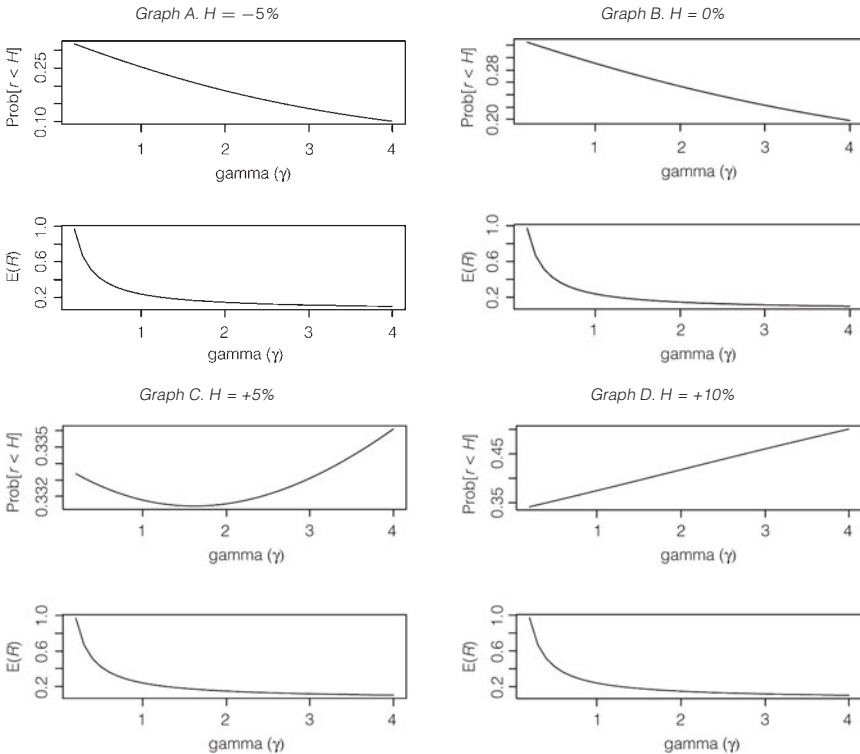 Graph A. H = −5%
Prob[r < H]
0.25
0.10
1 2 3 4
gamma (γ)
E(R)
1.0
0.6
0.2
1 2 3 4
gamma (γ)
Graph B. H = 0%
Prob[r < H]
0.28
0.20
1 2 3 4
gamma (γ)
E(R)
1.0
0.6
0.2
1 2 3 4
gamma (γ)
Graph C. H = +5%
Prob[r < H]
0.335
0.332
1 2 3 4
gamma (γ)
E(R)
1.0
0.6
0.2
1 2 3 4
gamma (γ)
Graph D. H = +10%
Prob[r < H]
0.45
0.35
1 2 3 4
gamma (γ)
E(R)
1.0
0.6
0.2
1 2 3 4
gamma (γ)